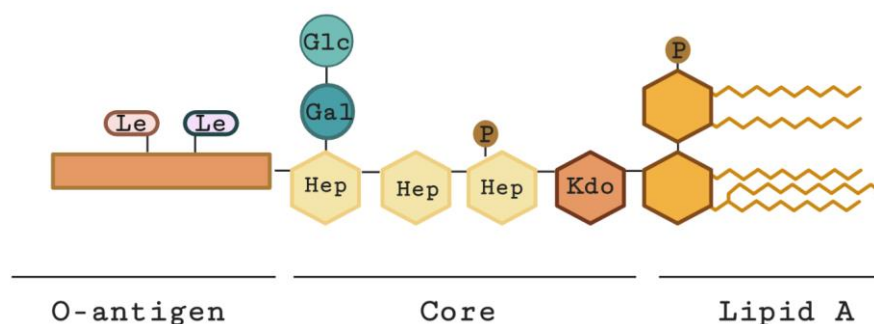 Glc
P
Gal
Le Le
P
Hep Hep Hep Kdo
O-antigen Core Lipid A